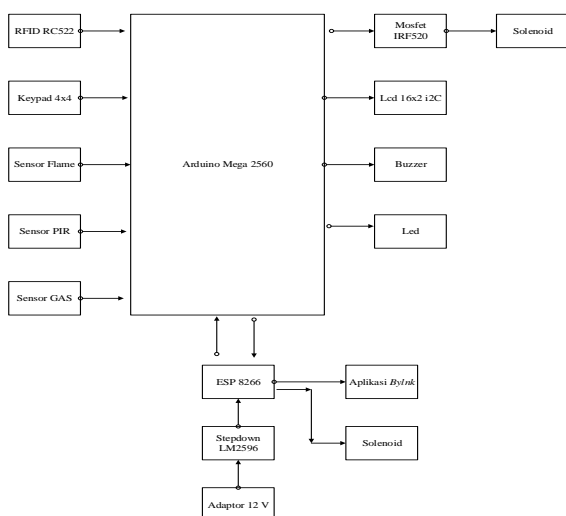 RFID RC522
Keypad 4x4
Sensor Flame
Sensor PIR
Sensor GAS
Arduino Mega 2560
Mosfet
IRF520
Solenoid
Lcd 16x2 i2C
Buzzer
Led
ESP 8266
Aplikasi Bylnk
Stepdown
LM2596
Solenoid
Adaptor 12 V